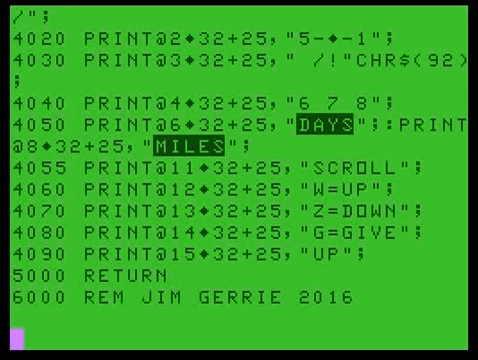 /";
4020 PRINT@2*32+25,"5-*-1";
4030 PRINT@3*32+25," /!"CHR$(92)
;
4040 PRINT@4*32+25,"6 7 8";
4050 PRINT@6*32+25,"DAYS";:PRINT
@8*32+25,"MILES";
4055 PRINT@11*32+25,"SCROLL";
4060 PRINT@12*32+25,"W=UP";
4070 PRINT@13*32+25,"Z=DOWN";
4080 PRINT@14*32+25,"G=GIVE";
4090 PRINT@15*32+25,"UP";
5000 RETURN
6000 REM JIM GERRIE 2016